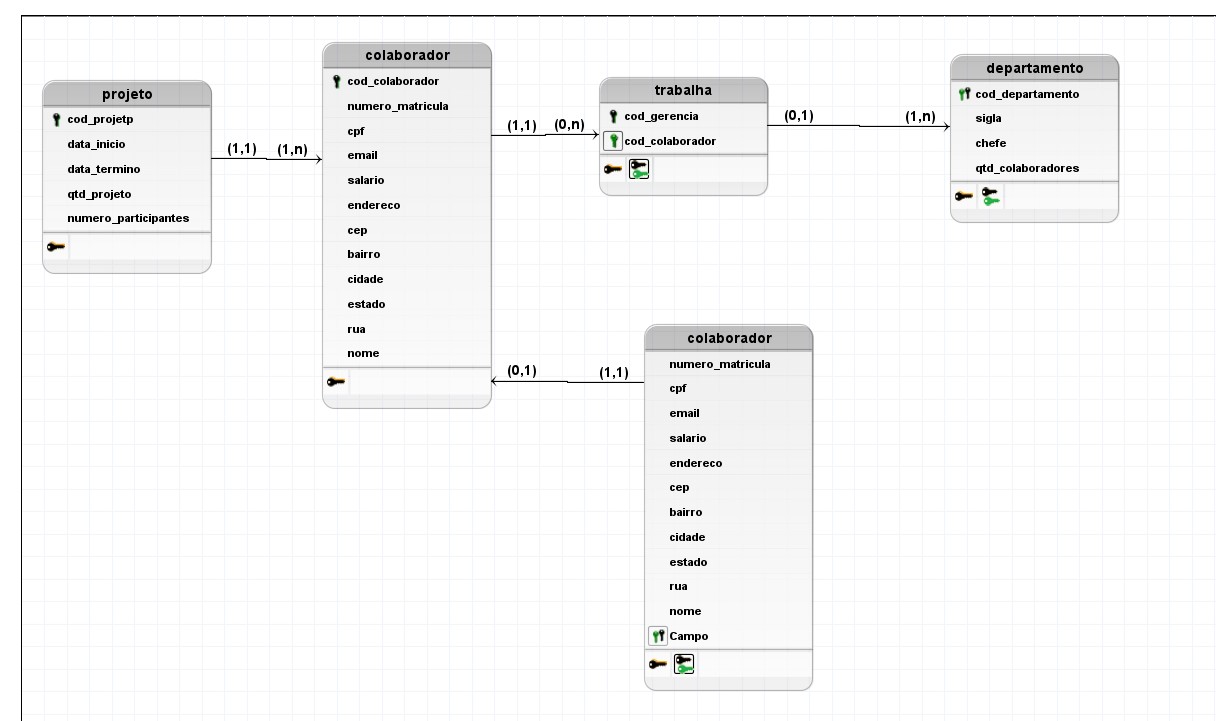 projeto
cod_projetp
data_inicio
data_termino
qtd_projeto
numero_participantes
(1,1)
(1,n)
colaborador
cod_colaborador
numero_matricula
cpf
email
salario
endereco
cep
bairro
cidade
estado
rua
nome
(1,1)
(0,n)
trabalha
cod_gerencia
cod_colaborador
(0,1)
(1,n)
departamento
cod_departamento
sigla
chefe
qtd_colaboradores
(0,1)
(1,1)
colaborador
numero_matricula
cpf
email
salario
endereco
cep
bairro
cidade
estado
rua
nome
Campo